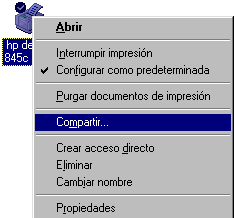 hp de
845c
Abrir
Interrumpir impresión
Configurar como predeterminada
Purgar documentos de impresión
Compartir...
Crear acceso directo
Eliminar
Cambiar nombre
Propiedades